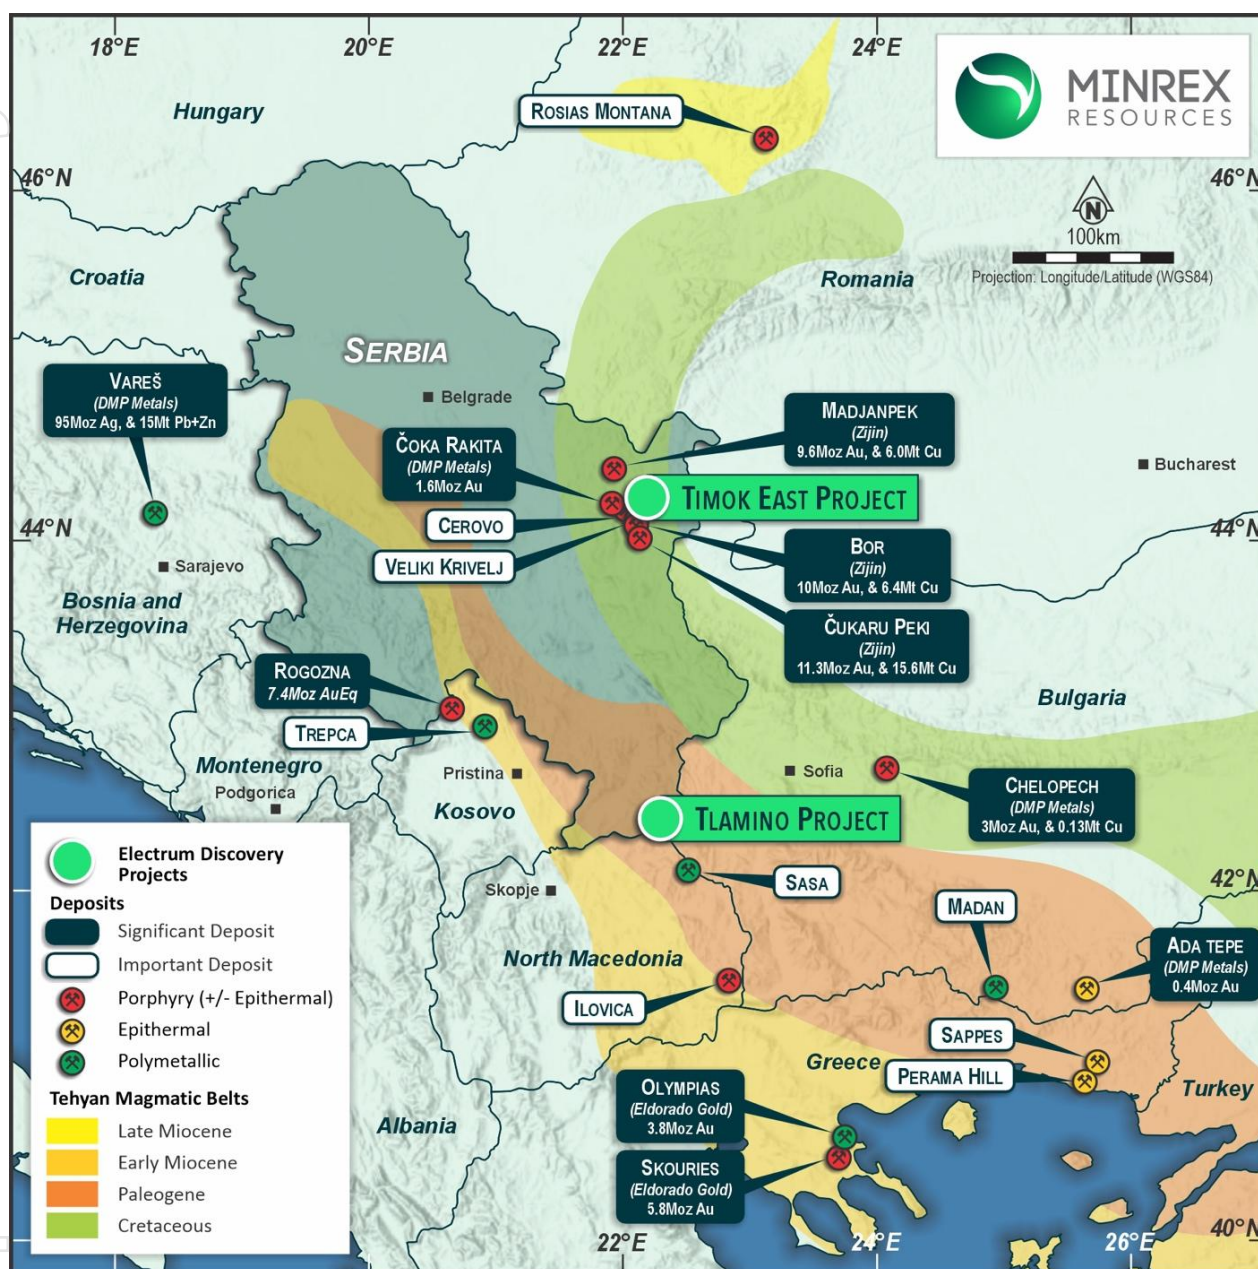 18°E 20°E 22°E 24°E
MINREX
RESOURCES
Hungary
ROSIAS MONTANA
46°N 46°N
N
100km
Projection: Longitude/Latitude (WGS84)
Croatia
Romania
SERBIA
VAREŠ
(DMP Metals)
95Moz Ag, & 15Mt Pb+Zn
Belgrade
MADJANPEK
(Zijin)
9.6Moz Au, & 6.0Mt Cu
ČOKA RAKITA
(DMP Metals)
1.6Moz Au
Bucharest
TIMOK EAST PROJECT
CEROVO
44°N 44°N
BOR
(Zijin)
10Moz Au, & 6.4Mt Cu
VELIKI KRIVELJ
Sarajevo
Bosnia and
Herzegovina
ČUKARU PEKI
(Zijin)
11.3Moz Au, & 15.6Mt Cu
ROGOZNA
7.4Moz AuEq
Bulgaria
TREPCA
Montenegro
Podgorica
Pristina
Kosovo
Sofia
CHELOPECH
(DMP Metals)
3Moz Au, & 0.13Mt Cu
TLAMINO PROJECT
SASA
Skopje
42°N
MADAN
North Macedonia
ADA TEPE
(DMP Metals)
0.4Moz Au
ILOVICA
SAPPES
Greece
PERAMA HILL
Turkey
OLYMPIAS
(Eldorado Gold)
3.8Moz Au
Albania
SKOURIES
(Eldorado Gold)
5.8Moz Au
22°E 24°E 26°E
40°N
Electrum Discovery
Projects
Deposits
Significant Deposit
Important Deposit
Porphyry (+/- Epithermal)
Epithermal
Polymetallic
Tehyan Magmatic Belts
Late Miocene
Early Miocene
Paleogene
Cretaceous